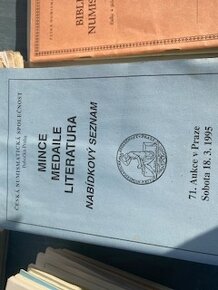 ČESKÁ NUMISMATICKÁ SPOLEČNOST
MINCE
MEDAILE
LITERATURA
NABÍDKOVÝ SEZNAM
71. Aukce v Praze
Sobota 18. 3. 1995